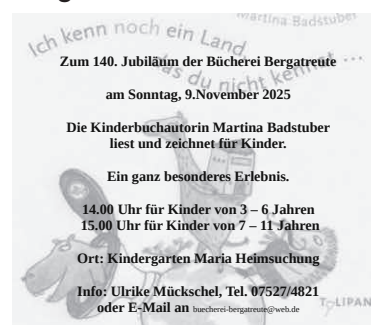 Martina Badstuber
Ich kenn noch ein Land,
das du nicht kennst ...
Zum 140. Jubiläum der Bücherei Bergatreute
am Sonntag, 9.November 2025
Die Kinderbuchautorin Martina Badstuber
liest und zeichnet für Kinder.
Ein ganz besonderes Erlebnis.
14.00 Uhr für Kinder von 3 – 6 Jahren
15.00 Uhr für Kinder von 7 – 11 Jahren
Ort: Kindergarten Maria Heimsuchung
Info: Ulrike Mückschel, Tel. 07527/4821
oder E-Mail an buecherei-bergatreute@web.de
TULIPAN